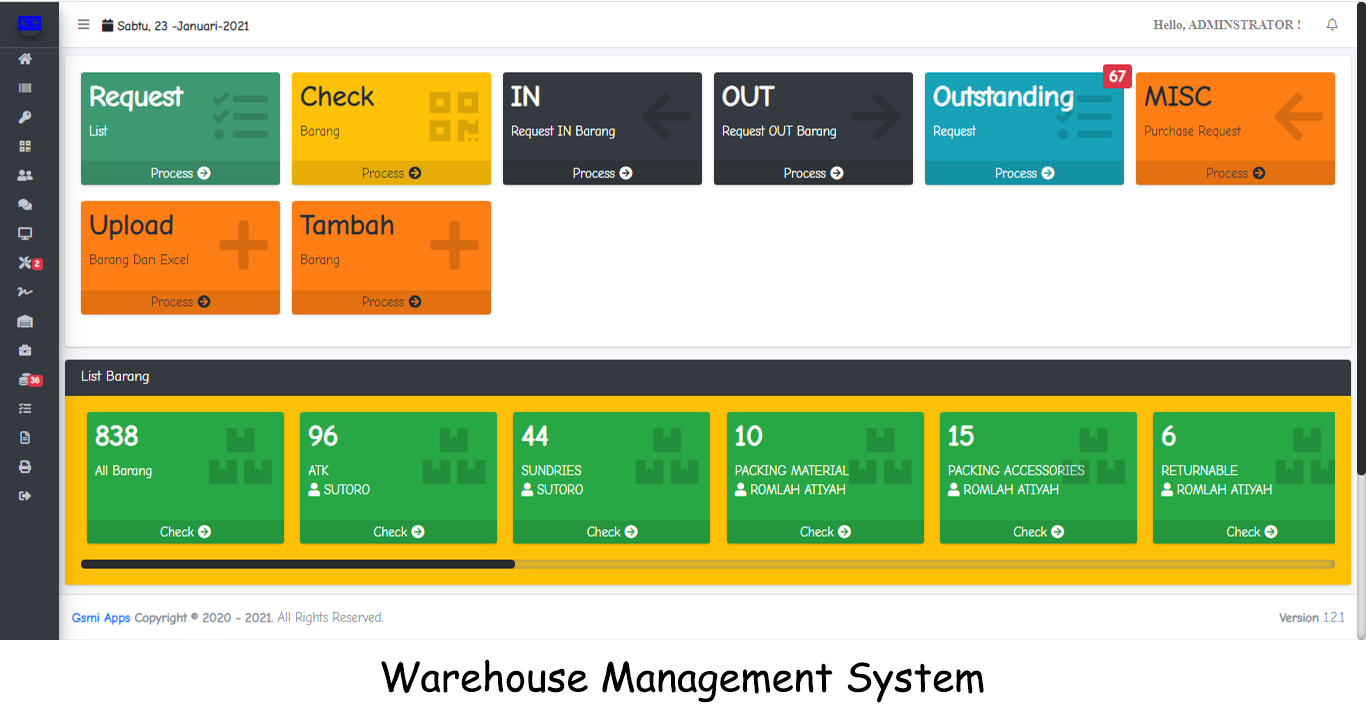 Sabtu, 23 -Januari-2021
Hello, ADMINSTRATOR !
Request
List
Process
Check
Barang
Process
IN
Request IN Barang
Process
OUT
Request OUT Barang
Process
67
Outstanding
Request
Process
MISC
Purchase Request
Process
Upload
Barang Dari Excel
Process
Tambah
Barang
Process
2
36
List Barang
838
All Barang
Check
96
ATK
SUTORO
Check
44
SUNDRIES
SUTORO
Check
10
PACKING MATERIAL
ROMLAH ATIYAH
Check
15
PACKING ACCESSORIES
ROMLAH ATIYAH
Check
6
RETURNABLE
ROMLAH ATIYAH
Check
Gsmi Apps Copyright © 2020 - 2021. All Rights Reserved.
Version 1.2.1
Warehouse Management System